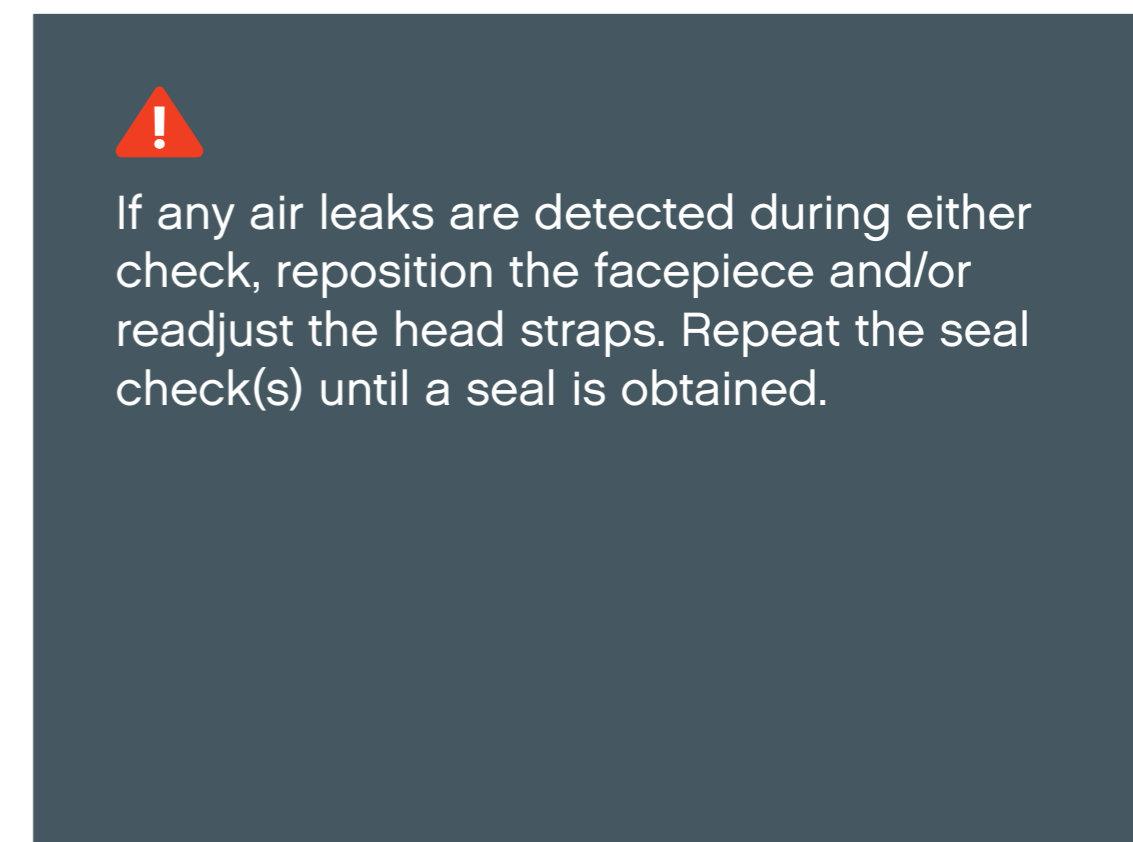 If any air leaks are detected during either
check, reposition the facepiece and/or
readjust the head straps. Repeat the seal
check(s) until a seal is obtained.